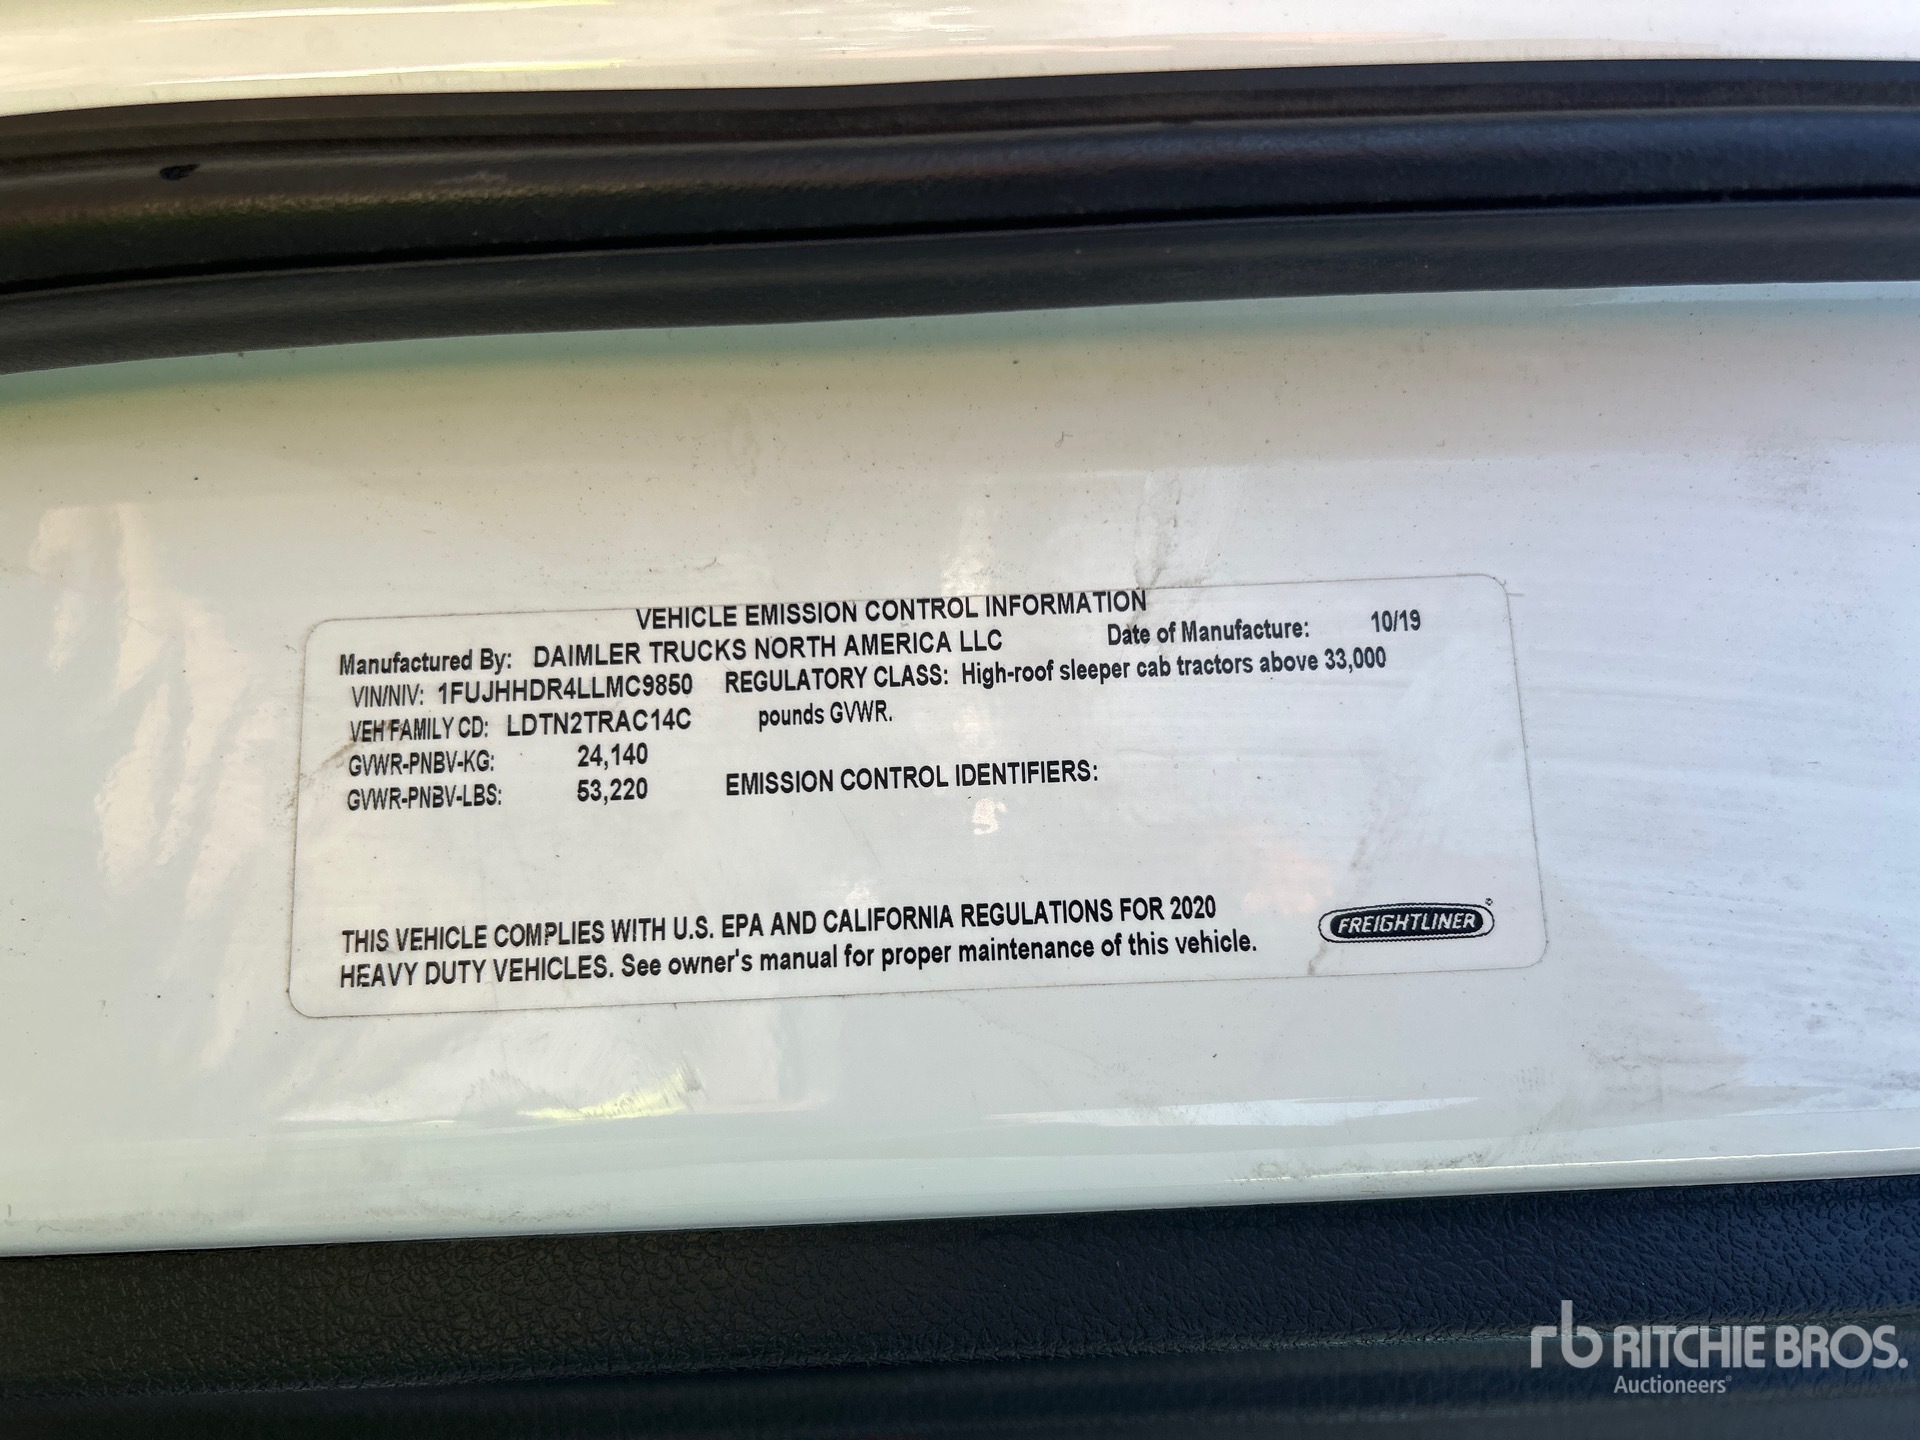 VEHICLE EMISSION CONTROL INFORMATION
Manufactured By: DAIMLER TRUCKS NORTH AMERICA LLC Date of Manufacture: 10/19
VIN/NIV: 1FUJHHDR4LLMC9850 REGULATORY CLASS: High-roof sleeper cab tractors above 33,000
VEH FAMILY CD: LDTN2TRAC14C pounds GVWR.
GVWR-PNBV-KG: 24,140
GVWR-PNBV-LBS: 53,220 EMISSION CONTROL IDENTIFIERS:
THIS VEHICLE COMPLIES WITH U.S. EPA AND CALIFORNIA REGULATIONS FOR 2020
HEAVY DUTY VEHICLES. See owner's manual for proper maintenance of this vehicle.
FREIGHTLINER®
rb RITCHIE BROS.
Auctioneers®